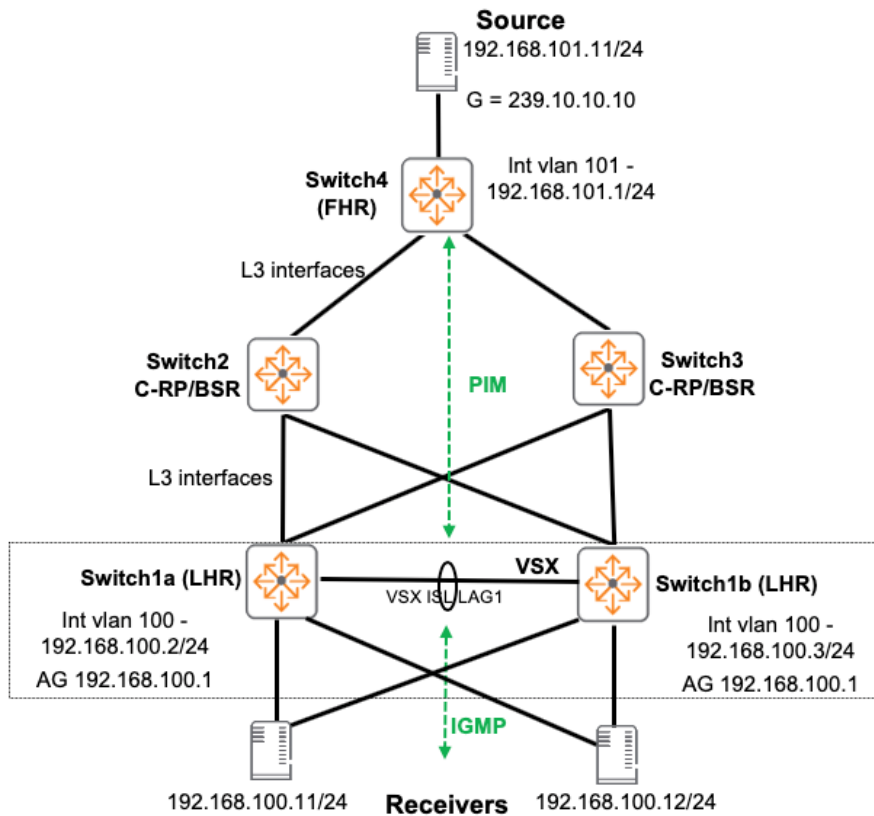 Source
192.168.101.11/24
G = 239.10.10.10
Switch4
(FHR)
Int vlan 101 -
192.168.101.1/24
L3 interfaces
Switch2
C-RP/BSR
PIM
Switch3
C-RP/BSR
L3 interfaces
Switch1a (LHR)
VSX
VSX ISL LAG1
Switch1b (LHR)
Int vlan 100 -
192.168.100.2/24
AG 192.168.100.1
Int vlan 100 -
192.168.100.3/24
AG 192.168.100.1
IGMP
192.168.100.11/24
Receivers
192.168.100.12/24